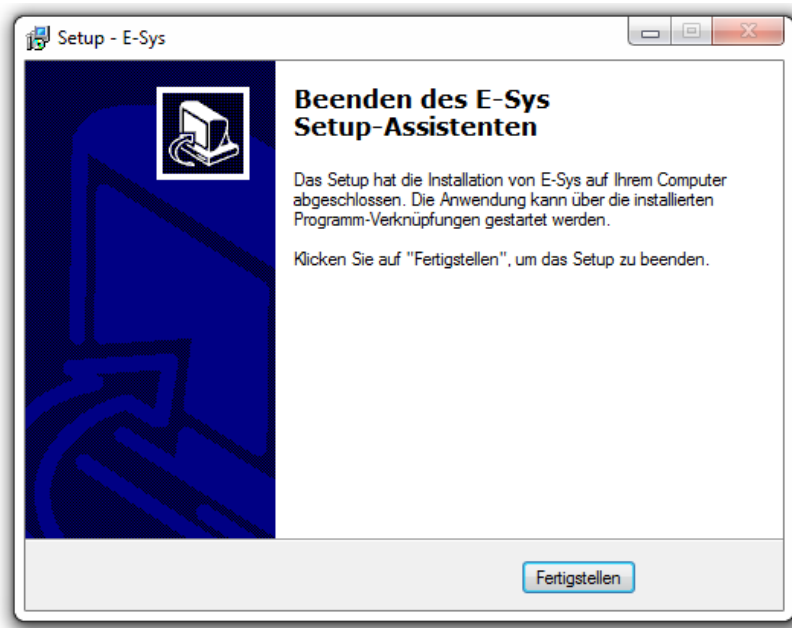 Setup - E-Sys
Beenden des E-Sys
Setup-Assistenten
Das Setup hat die Installation von E-Sys auf Ihrem Computer
abgeschlossen. Die Anwendung kann über die installierten
Programm-Verknüpfungen gestartet werden.
Klicken Sie auf "Fertigstellen", um das Setup zu beenden.
Fertigstellen